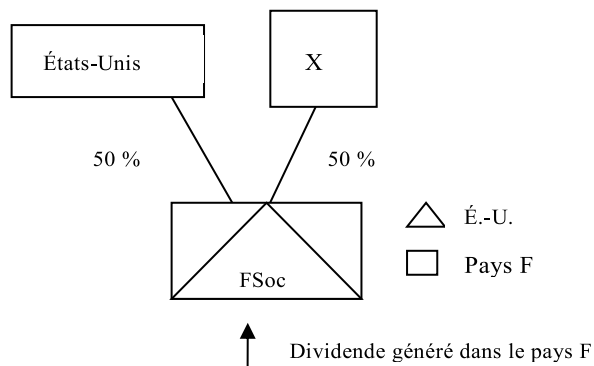 États-Unis
X
50 %
50 %
É.-U.
Pays F
FSoc
Dividende généré dans le pays F